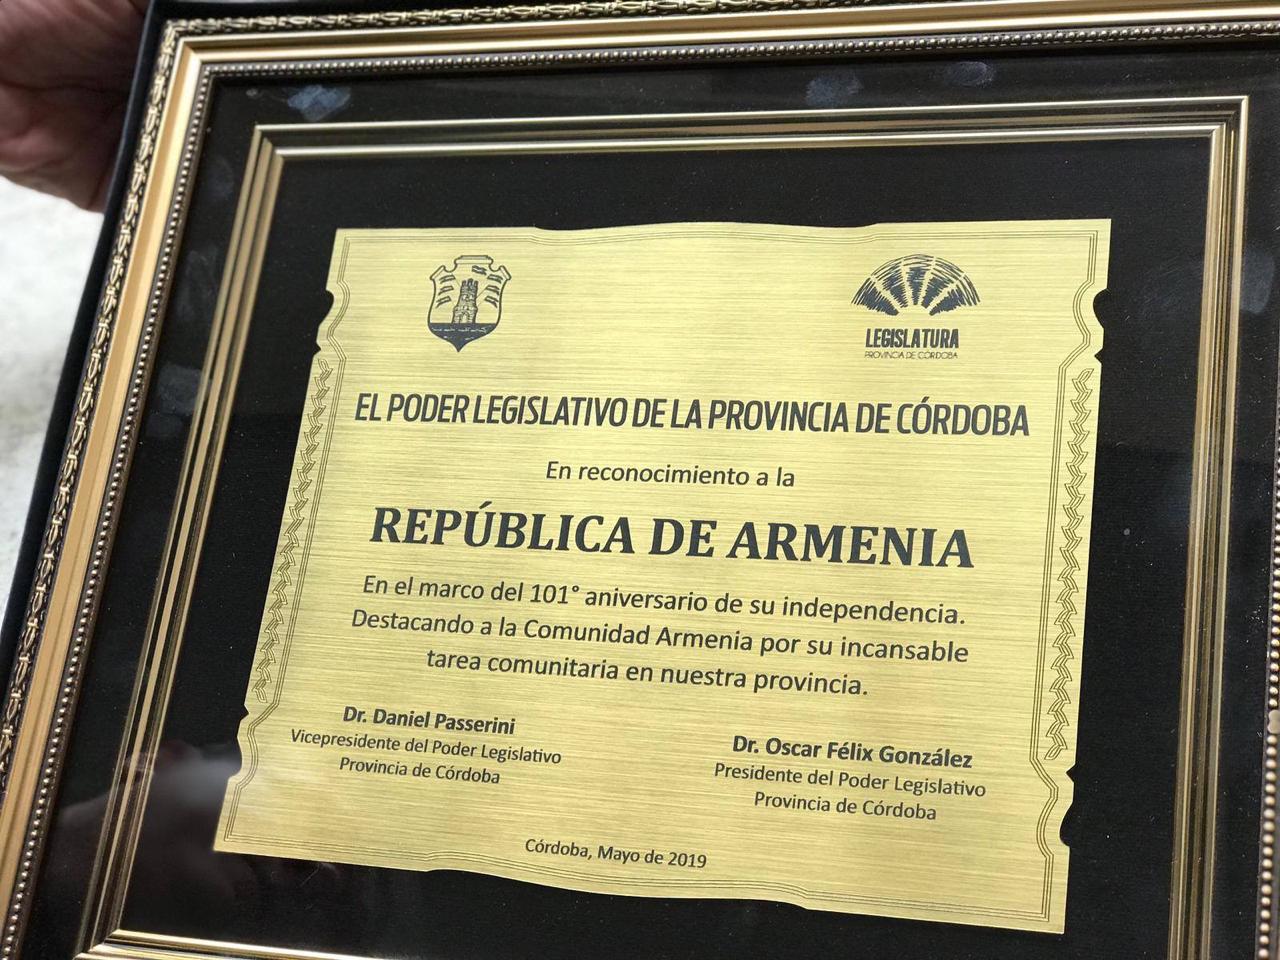 LEGISLATURA
PROVINCIA DE CÓRDOBA
EL PODER LEGISLATIVO DE LA PROVINCIA DE CÓRDOBA
En reconocimiento a la
REPÚBLICA DE ARMENIA
En el marco del 101° aniversario de su independencia.
Destacando a la Comunidad Armenia por su incansable
tarea comunitaria en nuestra provincia.
Dr. Daniel Passerini
Vicepresidente del Poder Legislativo
Provincia de Córdoba
Dr. Oscar Félix González
Presidente del Poder Legislativo
Provincia de Córdoba
Córdoba, Mayo de 2019